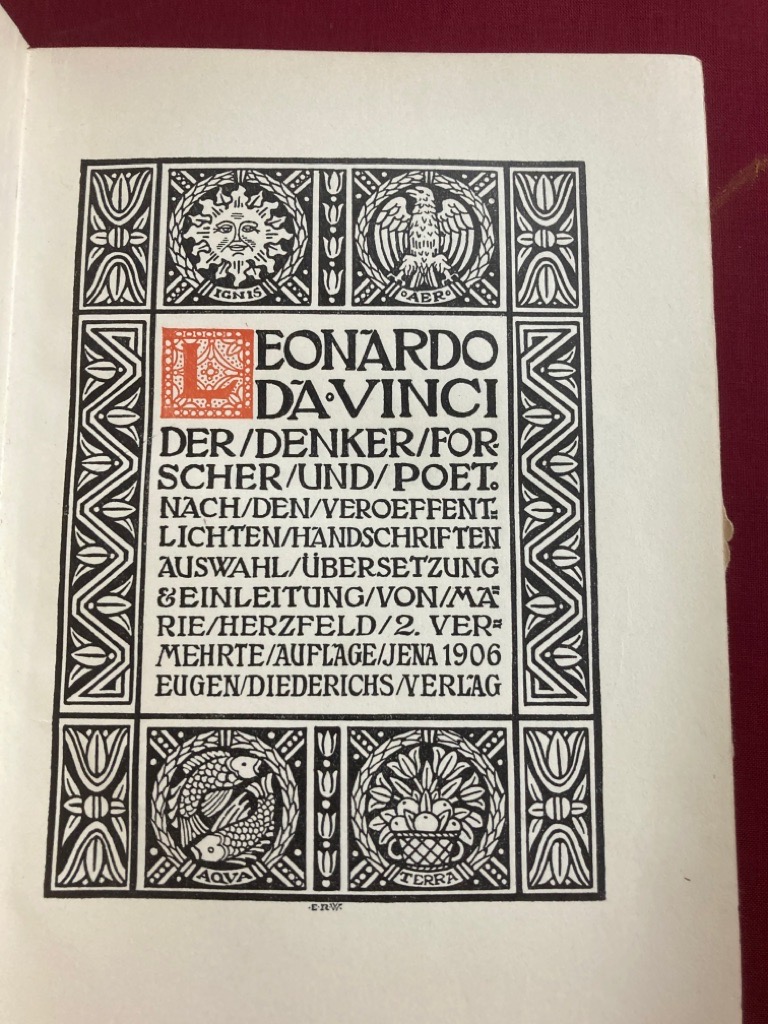 IGNIS
AER
LEONARDO
DA·VINCI
DER/DENKER/FOR-
SCHER/UND/POET.
NACH/DEN/VEROEFFENT-
LICHTEN/HANDSCHRIFTEN
AUSWAHL/ÜBERSETZUNG
&EINLEITUNG/VON/MA=
RIE/HERZFELD/2. VER=
MEHRTE/AUFLAGE/JENA 1906
EUGEN/DIEDERICHS/VERLAG
AQVA
TERRA
·E·R·W·